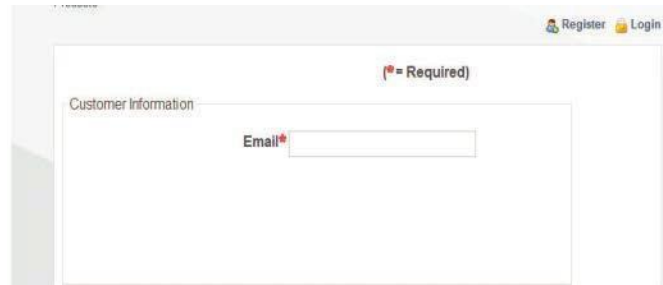 Register Login
(*= Required)
Customer Information
Email*